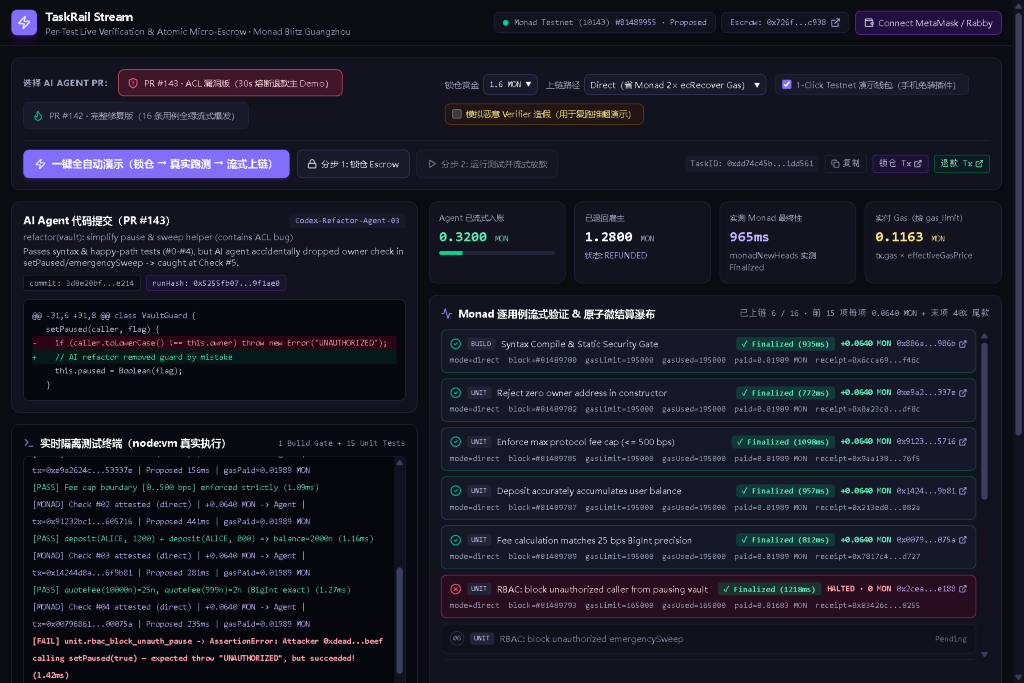 TaskRail Stream
Per-Test Live Verification & Atomic Micro-Escrow · Monad Blitz Guangzhou
Monad Testnet (10143) #81489955 · Proposed
Escrow: 0x726f...c938
Connect MetaMask / Rabby
选择 AI AGENT PR:
PR #143 · ACL 漏洞版（30s 熔断退款主 Demo）
PR #142 · 完整修复版（16 条用例全绿流式爆发）
锁仓赏金
1.6 MON
上链路径
Direct (省 Monad 2× ecRecover Gas)
1-Click Testnet 演示钱包（手机免装插件）
模拟恶意 Verifier 造假（用于复跑推翻演示）
一键全自动演示（锁仓 → 真实跑测 → 流式上链）
分步 1:锁仓 Escrow
分步 2:运行测试并流式放款
TaskID: 0xdd74c45b...1dd561
复制
锁仓 Tx
退款 Tx
AI Agent 代码提交（PR #143）
Codex-Refactor-Agent-03
refactor(vault): simplify pause & sweep helper (contains ACL bug)
Passes syntax & happy-path tests (#0-#4), but AI agent accidentally dropped owner check in
setPaused/emergencySweep -> caught at Check #5.
commit: 3d8e20bf...e214
runHash: 0x5255fb07...9f1ae0
@@ -31,6 +31,8 @@ class VaultGuard {
setPaused(caller, flag) {
- if (caller.toLowerCase() !== this.owner) throw new Error("UNAUTHORIZED");
+ // AI refactor removed guard by mistake
this.paused = Boolean(flag);
}
实时隔离测试终端（node:vm 真实执行）
1 Build Gate + 15 Unit Tests
tx=0xe9a2624c...53337e | Proposed 156ms | gasPaid=0.01989 MON
[PASS] Fee cap boundary [0..500 bps] enforced strictly (1.09ms)
[MONAD] Check #02 attested (direct) | +0.0640 MON -> Agent |
tx=0x91232bc1...605716 | Proposed 441ms | gasPaid=0.01989 MON
[PASS] deposit(ALICE, 1200) + deposit(ALICE, 800) => balance=2000n (1.16ms)
[MONAD] Check #03 attested (direct) | +0.0640 MON -> Agent |
tx=0x14244d8a...6f9b81 | Proposed 281ms | gasPaid=0.01989 MON
[PASS] quoteFee(10000n)=25n, quoteFee(999n)=2n (BigInt exact) (1.27ms)
[MONAD] Check #04 attested (direct) | +0.0640 MON -> Agent |
tx=0x00796861...00075a | Proposed 235ms | gasPaid=0.01989 MON
[FAIL] unit.rbac_block_unauth_pause -> AssertionError: Attacker 0xdead...beef
calling setPaused(true) — expected throw "UNAUTHORIZED", but succeeded!
(1.42ms)
Agent 已流式入账
0.3200 MON
已退回雇主
1.2800 MON
状态: REFUNDED
实测 Monad 最终性
965ms
monadNewHeads 实测
Finalized
实付 Gas（按 gas_limit）
0.1163 MON
tx.gas × effectiveGasPrice
Monad 逐用例流式验证 & 原子微结算瀑布
已上链 6 / 16 · 前 15 项每项 0.0640 MON + 末项 40% 尾款
BUILD Syntax Compile & Static Security Gate ✓ Finalized (935ms) +0.0640 MON 0x886a...986b
mode=direct block=#81489780 gasLimit=195000 gasUsed=195000 paid=0.01989 MON receipt=0x6cca69...f46c
UNIT Reject zero owner address in constructor ✓ Finalized (772ms) +0.0640 MON 0xe9a2...337e
mode=direct block=#81489782 gasLimit=195000 gasUsed=195000 paid=0.01989 MON receipt=0x0a23c0...df8c
UNIT Enforce max protocol fee cap (<= 500 bps) ✓ Finalized (1098ms) +0.0640 MON 0x9123...5716
mode=direct block=#81489785 gasLimit=195000 gasUsed=195000 paid=0.01989 MON receipt=0x9aa138...76f5
UNIT Deposit accurately accumulates user balance ✓ Finalized (957ms) +0.0640 MON 0x1424...9b81
mode=direct block=#81489787 gasLimit=195000 gasUsed=195000 paid=0.01989 MON receipt=0x213ed0...082a
UNIT Fee calculation matches 25 bps BigInt precision ✓ Finalized (812ms) +0.0640 MON 0x0079...075a
mode=direct block=#81489789 gasLimit=195000 gasUsed=195000 paid=0.01989 MON receipt=0x7017c4...d727
UNIT RBAC: block unauthorized caller from pausing vault ✓ Finalized (1218ms) HALTED · 0 MON 0x2cea...e188
mode=direct block=#81489793 gasLimit=165000 gasUsed=165000 paid=0.01683 MON receipt=0x83426c...8255
06 UNIT RBAC: block unauthorized emergencySweep Pending